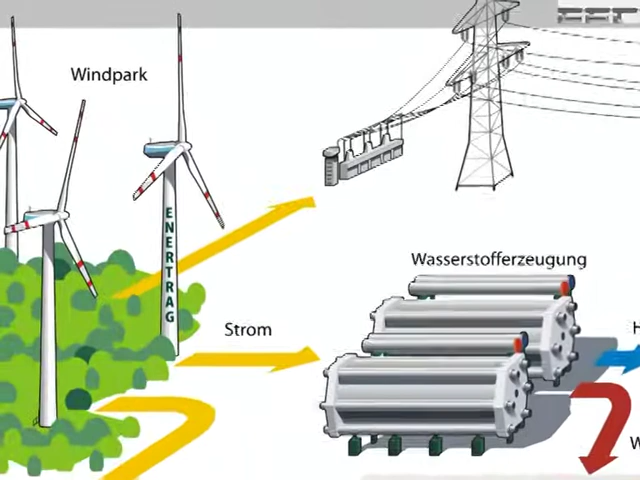 Windpark
ENERTRAG
Wasserstofferzeugung
Strom
H
W